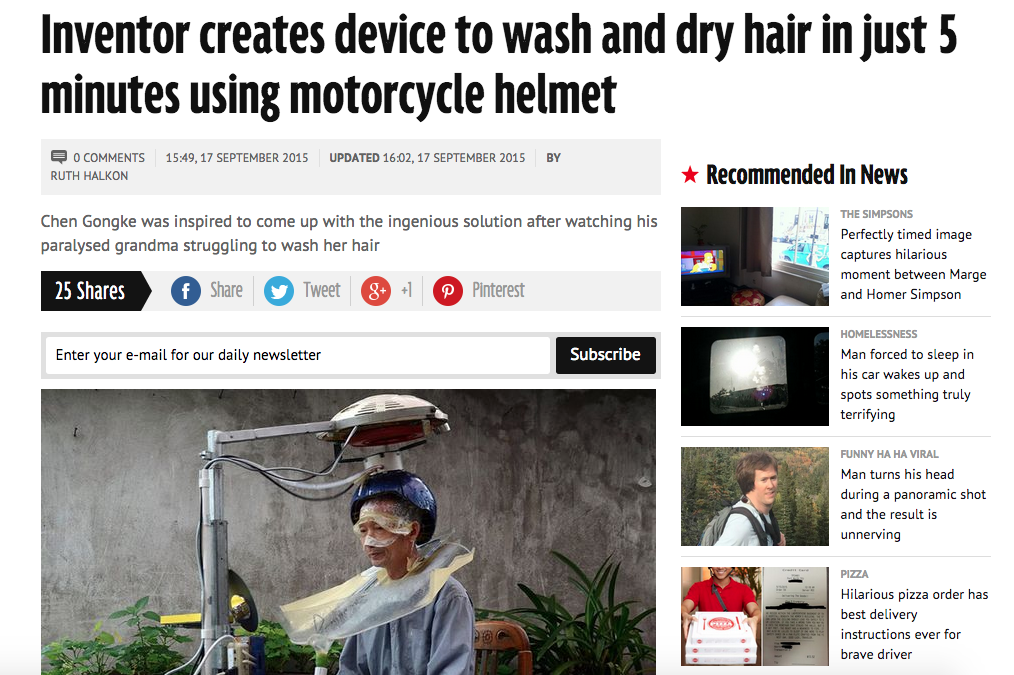 Inventor creates device to wash and dry hair in just 5
minutes using motorcycle helmet
0 COMMENTS 15:49, 17 SEPTEMBER 2015 UPDATED 16:02, 17 SEPTEMBER 2015 BY
RUTH HALKON
Chen Gongke was inspired to come up with the ingenious solution after watching his
paralysed grandma struggling to wash her hair
25 Shares f Share Tweet g+ +1 Pinterest
Enter your e-mail for our daily newsletter Subscribe
Recommended In News
THE SIMPSONS
Perfectly timed image
captures hilarious
moment between Marge
and Homer Simpson
HOMELESSNESS
Man forced to sleep in
his car wakes up and
spots something truly
terrifying
FUNNY HA HA VIRAL
Man turns his head
during a panoramic shot
and the result is
unnerving
PIZZA
Hilarious pizza order has
best delivery
instructions ever for
brave driver
PIZZA